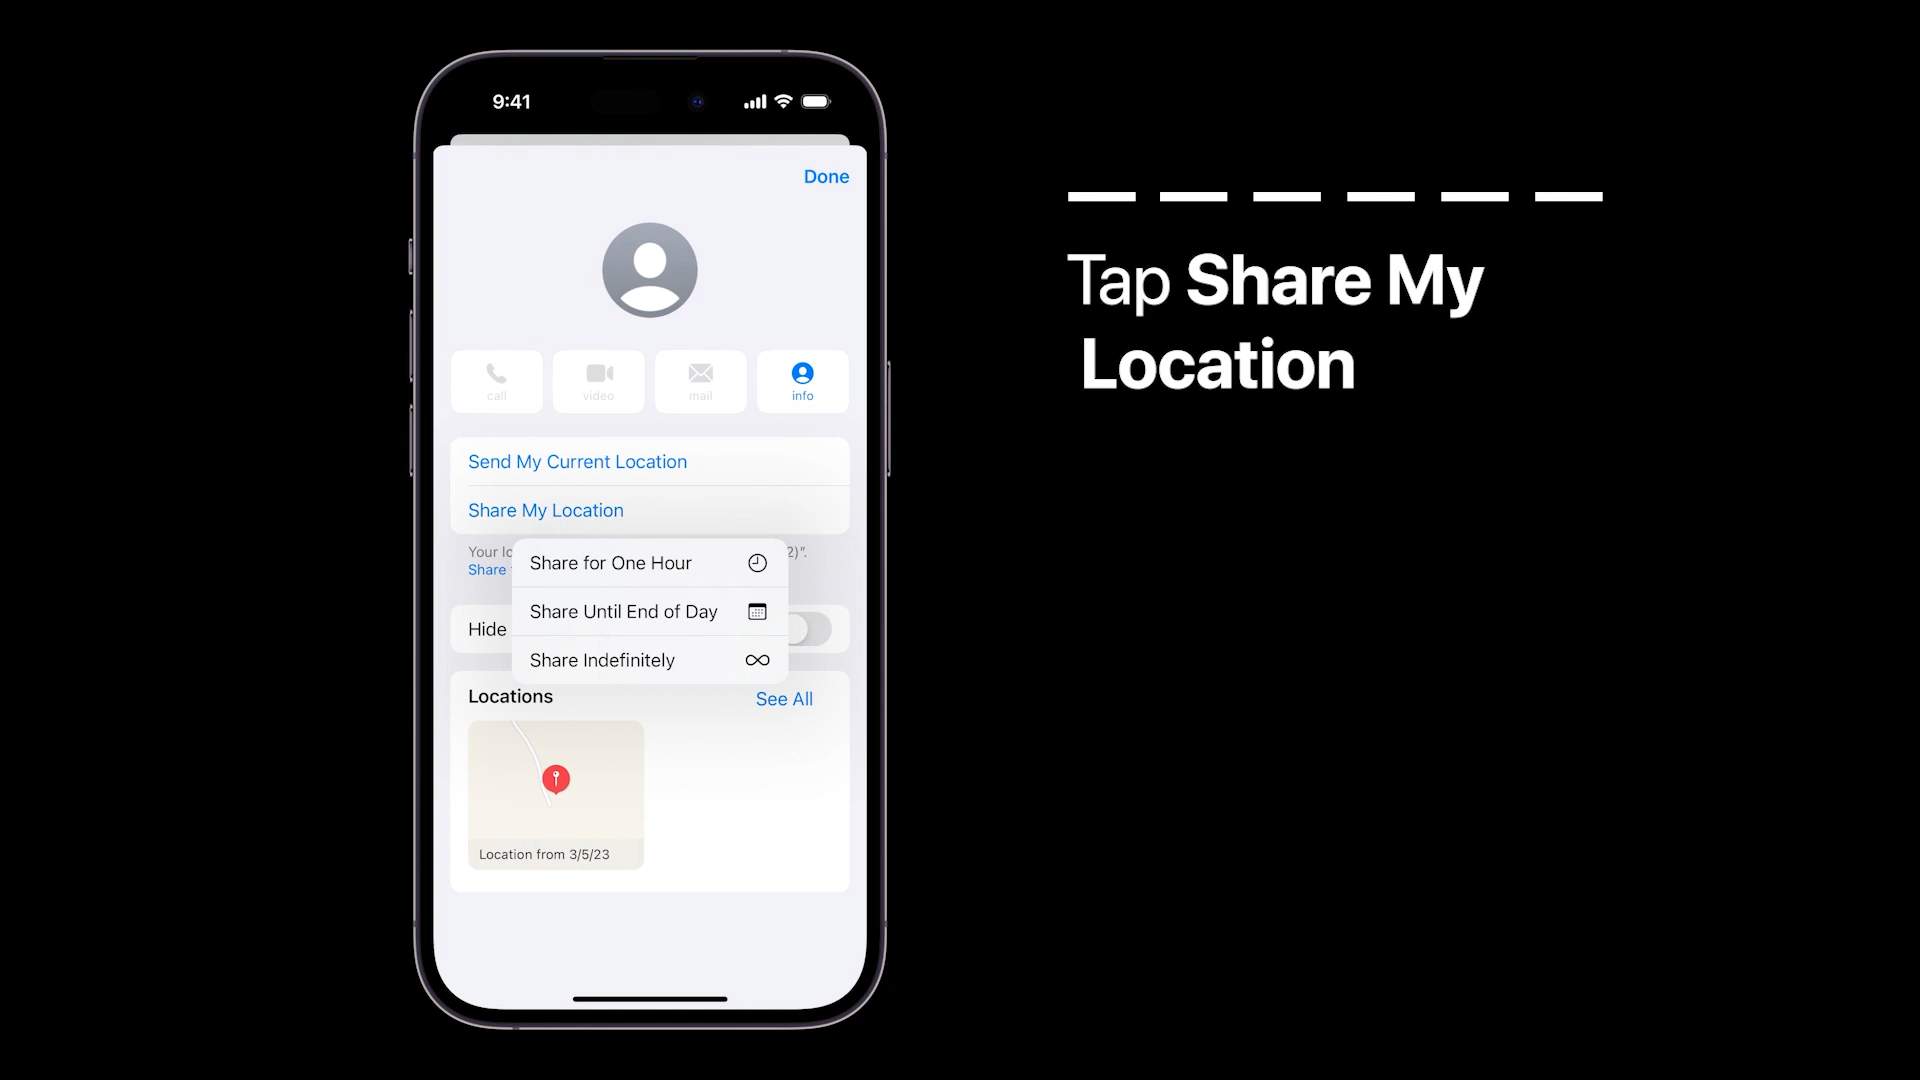 9:41
Done
call
video
mail
info
Send My Current Location
Share My Location
Your 2)".
Share
Share for One Hour
Share Until End of Day
Share Indefinitely
Hide
Locations
See All
Location from 3/5/23
Tap Share My
Location